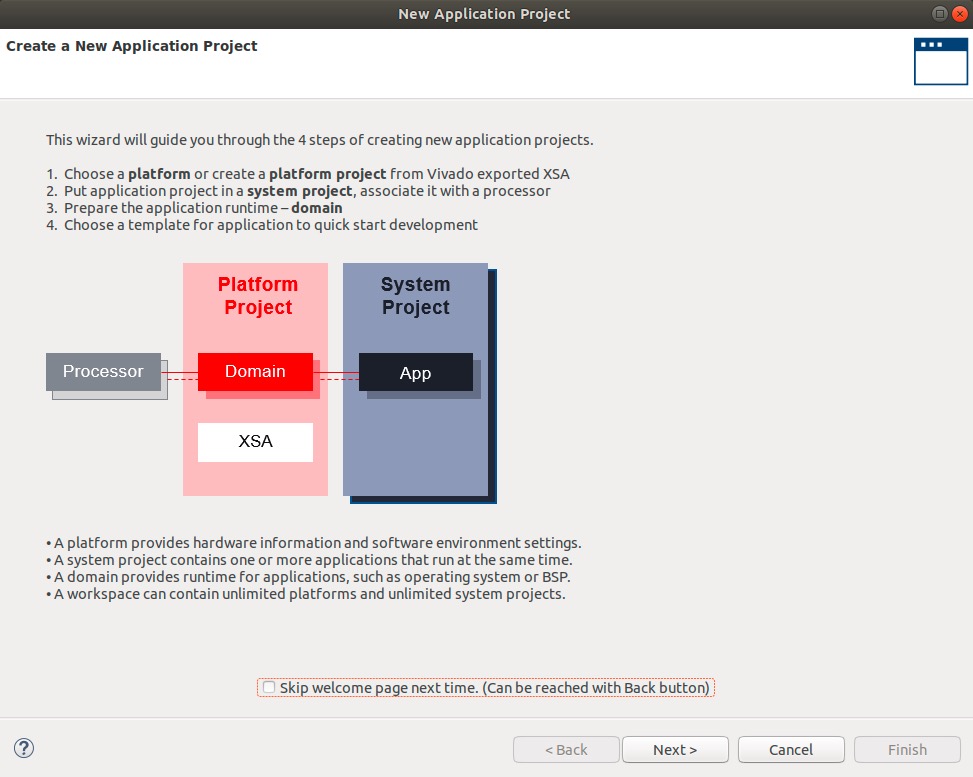 New Application Project
Create a New Application Project
This wizard will guide you through the 4 steps of creating new application projects.
1. Choose a platform or create a platform project from Vivado exported XSA
2. Put application project in a system project, associate it with a processor
3. Prepare the application runtime – domain
4. Choose a template for application to quick start development
Platform
Project
System
Project
Processor
Domain
App
XSA
• A platform provides hardware information and software environment settings.
• A system project contains one or more applications that run at the same time.
• A domain provides runtime for applications, such as operating system or BSP.
• A workspace can contain unlimited platforms and unlimited system projects.
Skip welcome page next time. (Can be reached with Back button)
?
< Back
Next >
Cancel
Finish